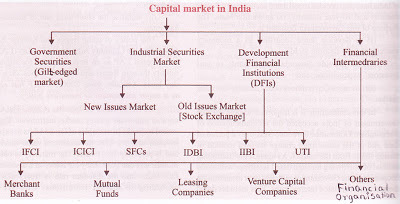 Capital market in India
Government
Securities
(Gilt-edged
market)
Industrial Securities
Market
Development
Financial
Institutions
(DFIs)
Financial
Intermedraries
New Issues Market
Old Issues Market
[Stock Exchange]
IFCI
ICICI
SFCs
IDBI
IIBI
UTI
Merchant
Banks
Mutual
Funds
Leasing
Companies
Venture Capital
Companies
Others
Financial
Organisation